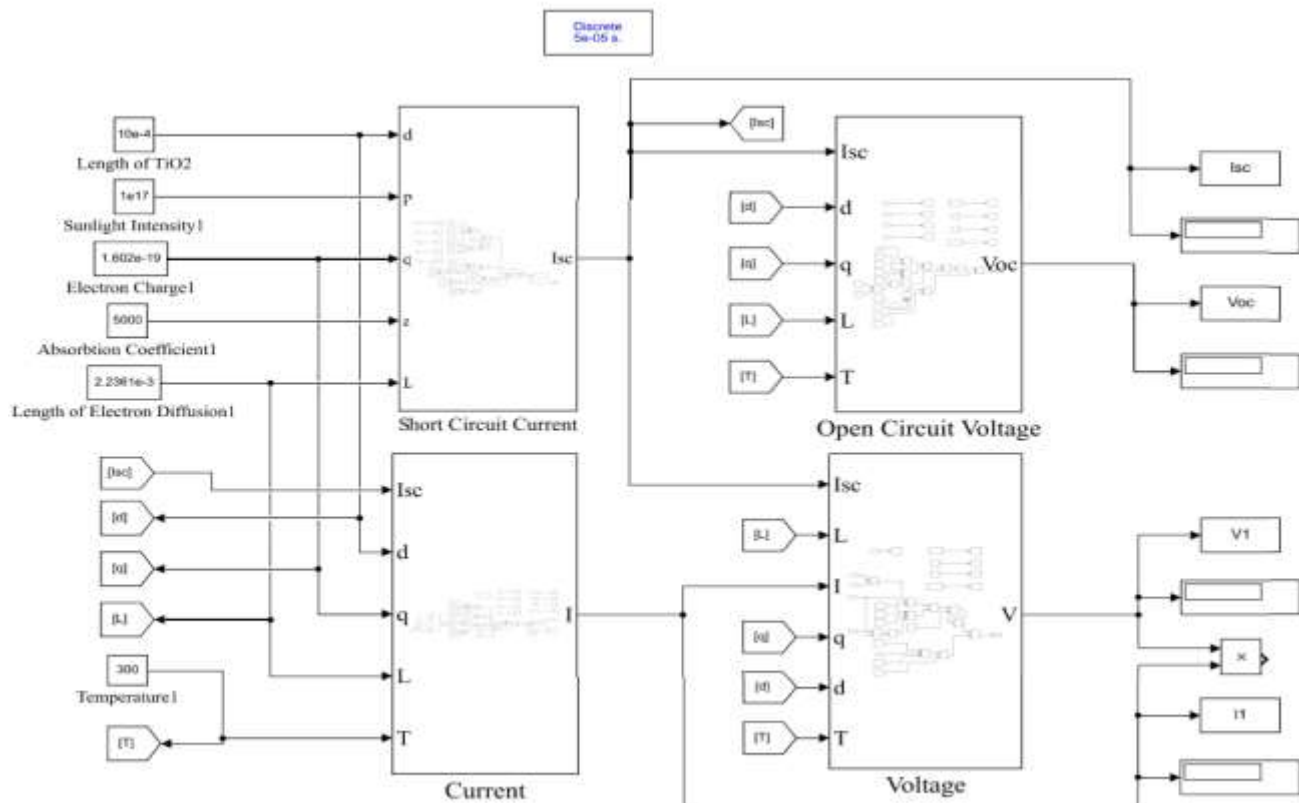 Discrete
5e-05 s.
10e-4
Length of TiO2
1e17
Sunlight Intensity1
1.602e-19
Electron Charge1
5000
Absorbtion Coefficient1
2.2361e-3
Length of Electron Diffusion1
d
p
q
z
L
Isc
Short Circuit Current
[Isc]
Isc
[d]
d
[q]
q
[L]
L
[T]
T
Voc
Open Circuit Voltage
Isc
Voc
[Isc]
[d]
[q]
[L]
300
Temperature1
[T]
Isc
d
q
L
T
I
Current
Isc
[L]
L
I
[q]
q
[d]
d
[T]
T
V
Voltage
V1
×
I1